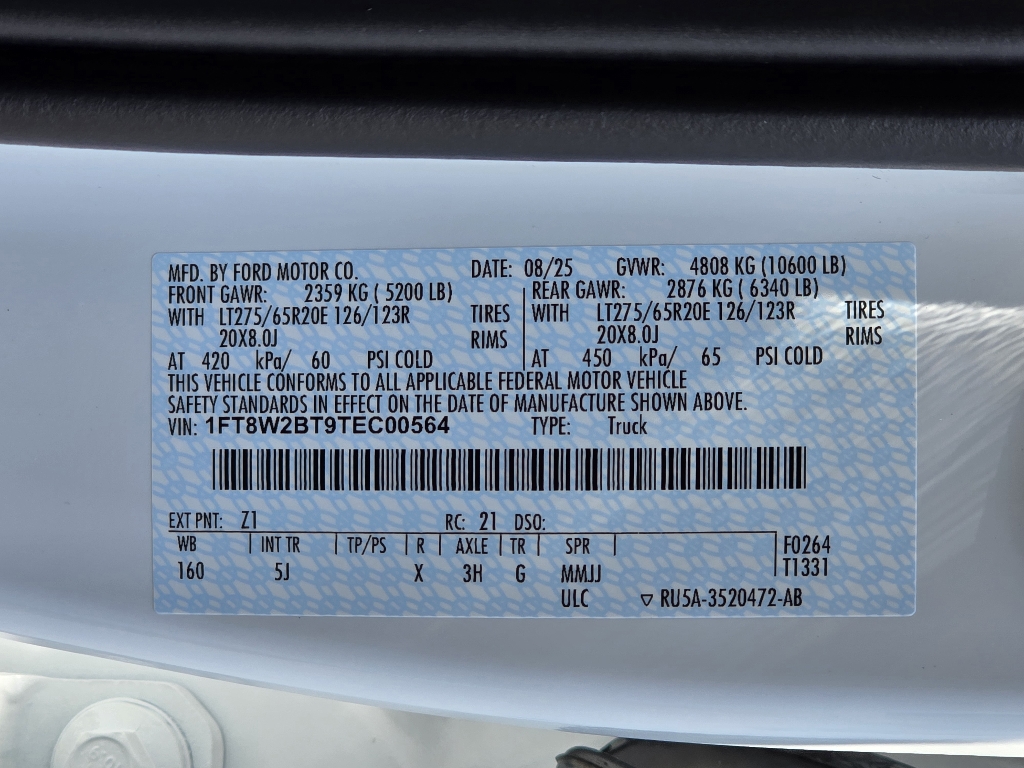 MFD. BY FORD MOTOR CO. DATE: 08/25 GVWR: 4808 KG (10600 LB)
FRONT GAWR: 2359 KG ( 5200 LB) REAR GAWR: 2876 KG ( 6340 LB)
WITH LT275/65R20E 126/123R TIRES WITH LT275/65R20E 126/123R TIRES
20X8.0J RIMS 20X8.0J RIMS
AT 420 kPa/ 60 PSI COLD AT 450 kPa/ 65 PSI COLD
THIS VEHICLE CONFORMS TO ALL APPLICABLE FEDERAL MOTOR VEHICLE
SAFETY STANDARDS IN EFFECT ON THE DATE OF MANUFACTURE SHOWN ABOVE.
VIN: 1FT8W2BT9TEC00564 TYPE: Truck
EXT PNT: Z1 RC: 21 DSO:
WB INT TR TP/PS R AXLE TR SPR F0264
160 5J X 3H G MMJJ T1331
ULC ▽ RU5A-3520472-AB